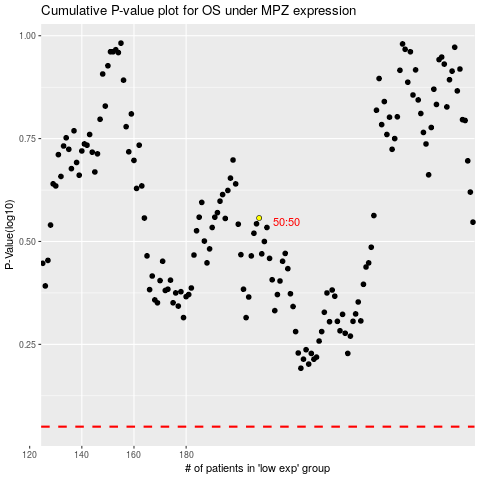 Cumulative P-value plot for OS under MPZ expression
P-Value(log10)
1.00
0.75
0.50
0.25
50:50
120 140 160 180
# of patients in 'low exp' group